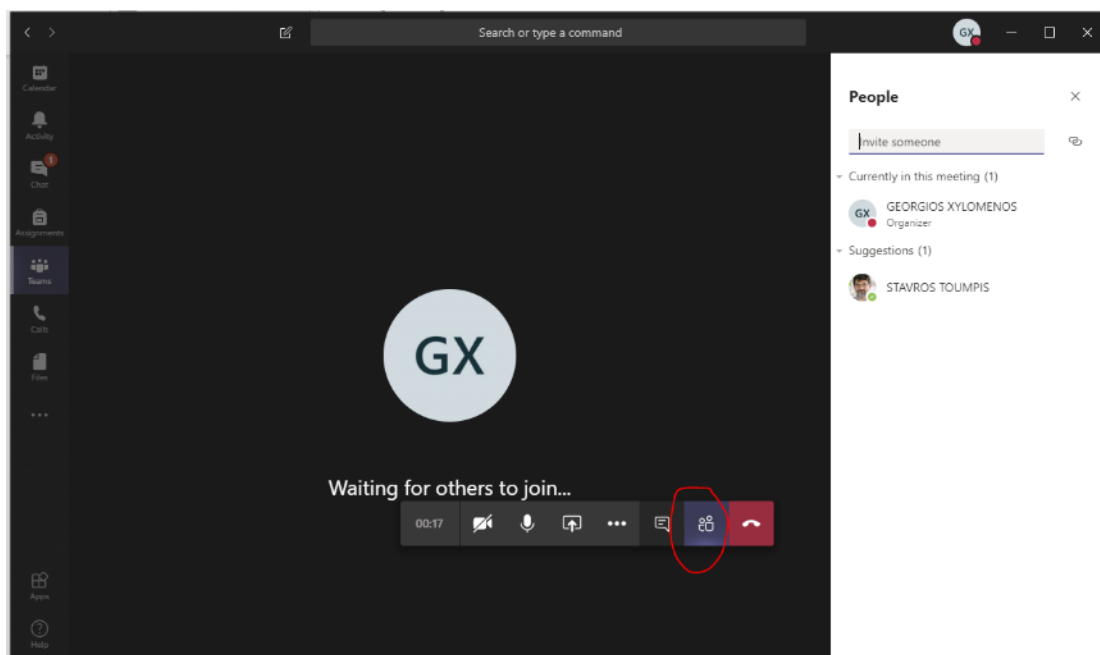 Search or type a command
GX
Calendar
Activity
1
Chat
Assignments
Teams
Calls
Files
Apps
Help
GX
Waiting for others to join...
00:17
People
Invite someone
Currently in this meeting (1)
GX
GEORGIOS XYLOMENOS
Organizer
Suggestions (1)
STAVROS TOUMPIS